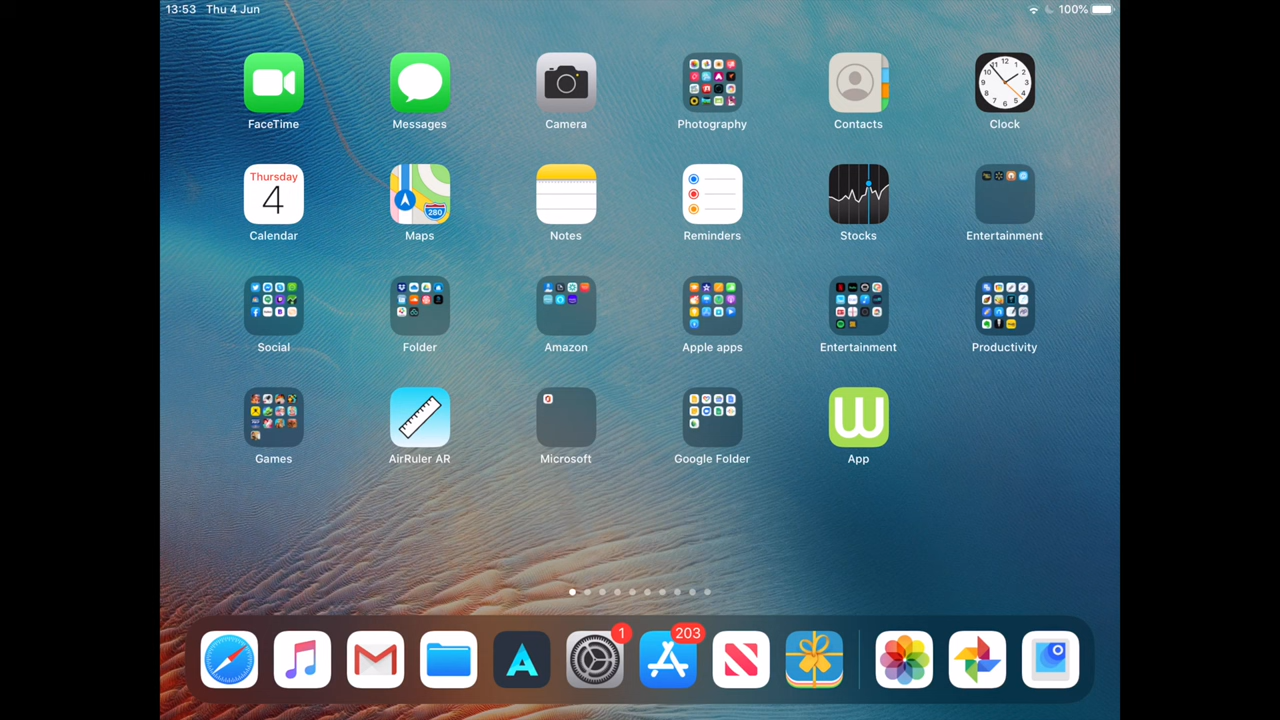 13:53 Thu 4 Jun 100%
FaceTime Messages Camera Photography Contacts Clock
Thursday
4
280
Calendar Maps Notes Reminders Stocks Entertainment
Social Folder Amazon Apple apps Entertainment Productivity
W
Games AirRuler AR Microsoft Google Folder App
1 203